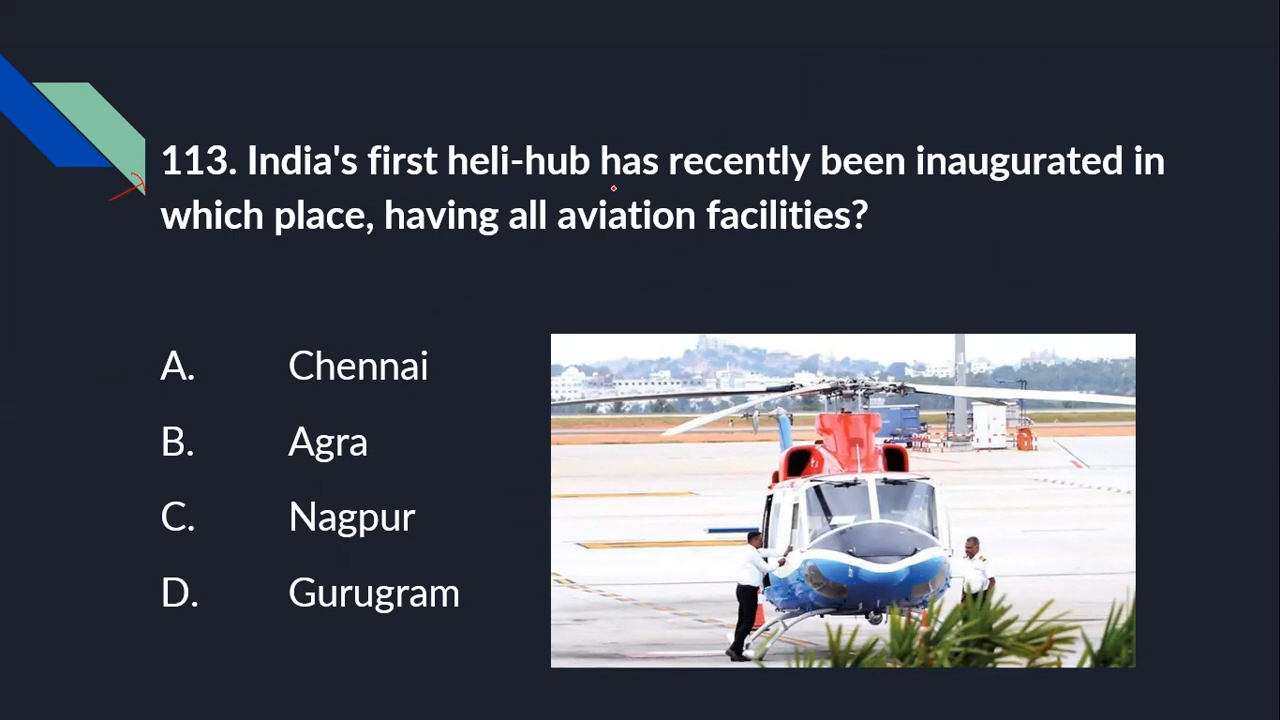 113. India's first heli-hub has recently been inaugurated in
which place, having all aviation facilities?
A. Chennai
B. Agra
C. Nagpur
D. Gurugram